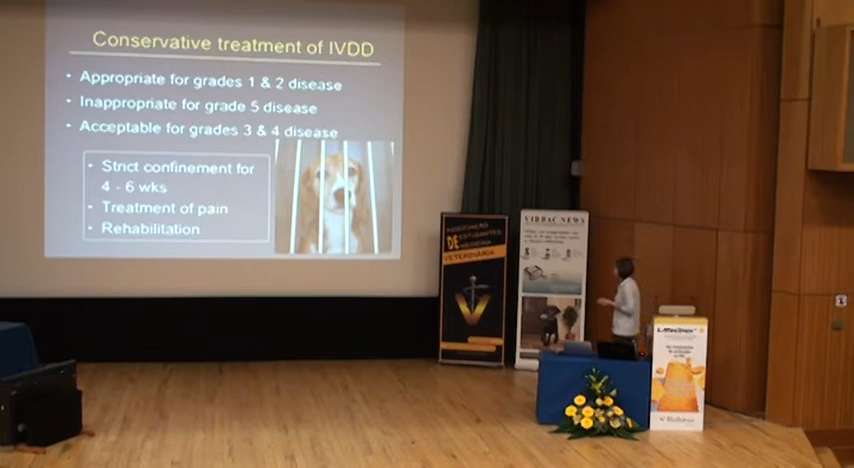 Conservative treatment of IVDD
• Appropriate for grades 1 & 2 disease
• Inappropriate for grade 5 disease
• Acceptable for grades 3 & 4 disease
• Strict confinement for
4 - 6 wks
• Treatment of pain
• Rehabilitation
ASSOCIAÇÃO
DE ESTUDANTES
DE MEDICINA
VETERINÁRIA
VIRBAC NEWS